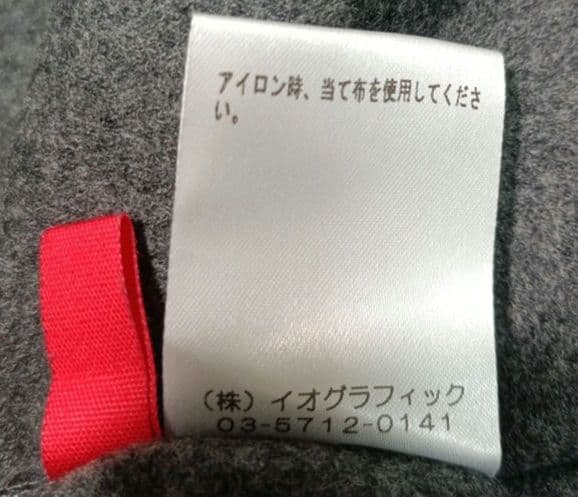 アイロン時、当て布を使用してくださ
い。
(株)イオグラフィック
03-5712-0141